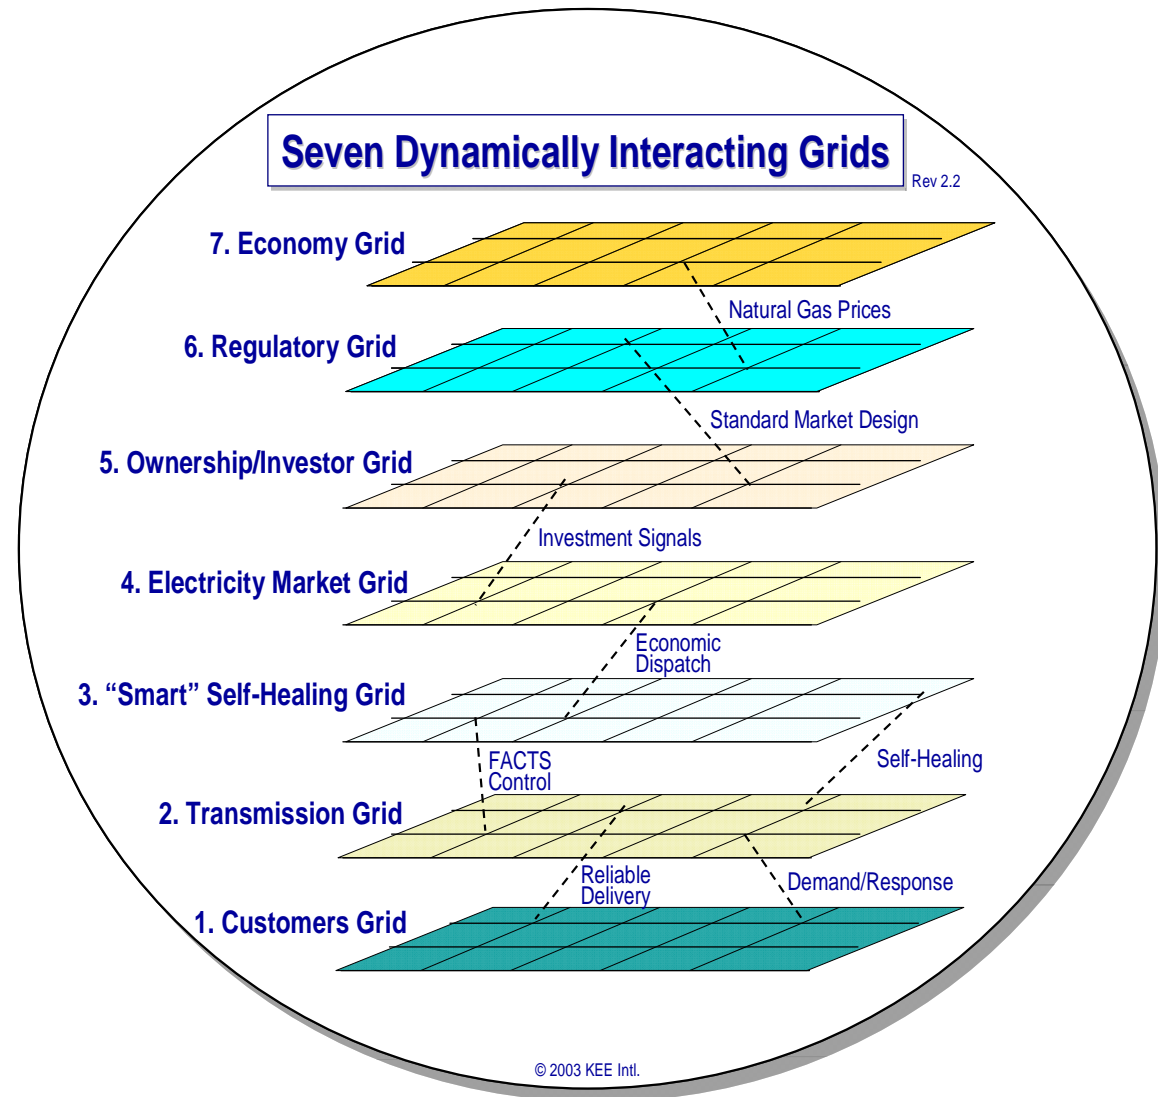 Seven Dynamically Interacting Grids
Rev 2.2
7. Economy Grid
Natural Gas Prices
6. Regulatory Grid
Standard Market Design
5. Ownership/Investor Grid
Investment Signals
4. Electricity Market Grid
Economic
Dispatch
3. “Smart” Self-Healing Grid
FACTS
Control
Self-Healing
2. Transmission Grid
Reliable
Delivery
Demand/Response
1. Customers Grid
© 2003 KEE Intl.